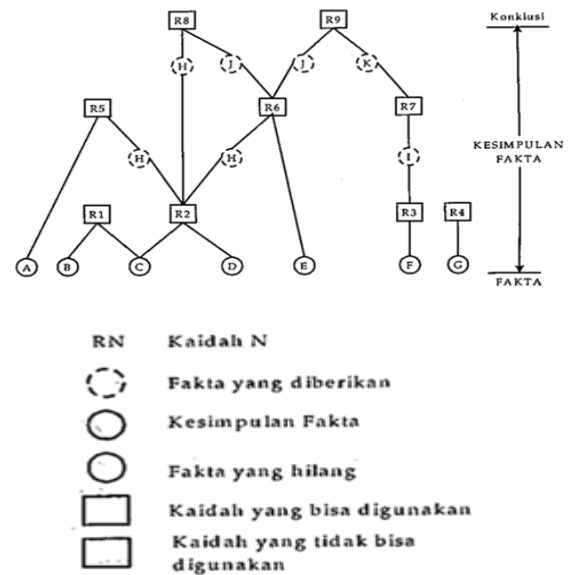 R8 R9 Konklusi
H J J K
R5 R6 R7
KESIMPULAN
FAKTA
H H I
R1 R2 R3 R4
A B C D E F G
FAKTA
RN Kaidah N
Fakta yang diberikan
Kesimpulan Fakta
Fakta yang hilang
Kaidah yang bisa digunakan
Kaidah yang tidak bisa
digunakan